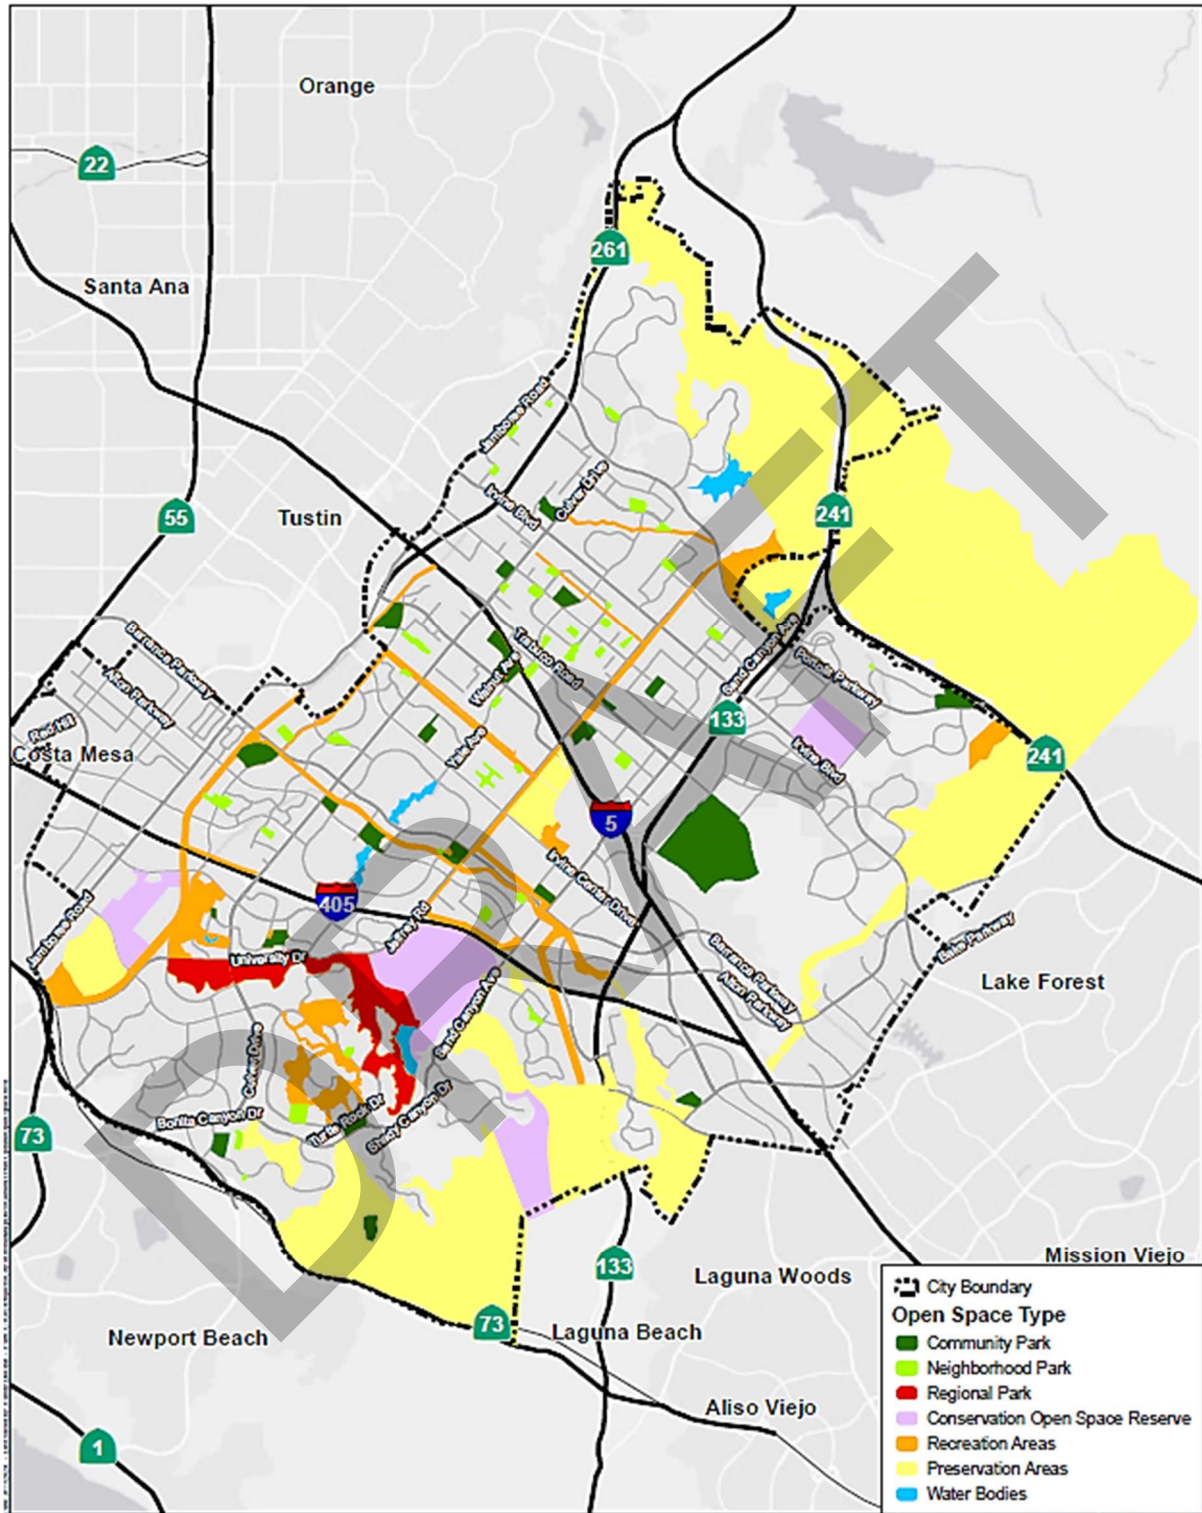 Orange
22
261
Santa Ana
Jamboree Road
Culver Drive
Irvine Blvd
55
Tustin
241
Sand Canyon Ave
Portola Parkway
Barranca Parkway
Alton Parkway
Trabuco Road
Walnut Ave
133
Red Hill
Costa Mesa
Yale Ave
Irvine Blvd
241
5
Irvine Center Drive
405
Jeffrey Rd
Jamboree Road
University Dr
Barranca Parkway
Alton Parkway
Lake Parkway
Lake Forest
Sand Canyon Ave
Culver Drive
Bonita Canyon Dr
Turtle Rock Dr
Shady Canyon Dr
73
133
Mission Viejo
Laguna Woods
Newport Beach
73
Laguna Beach
Aliso Viejo
1
DRAFT
City Boundary
Open Space Type
Community Park
Neighborhood Park
Regional Park
Conservation Open Space Reserve
Recreation Areas
Preservation Areas
Water Bodies